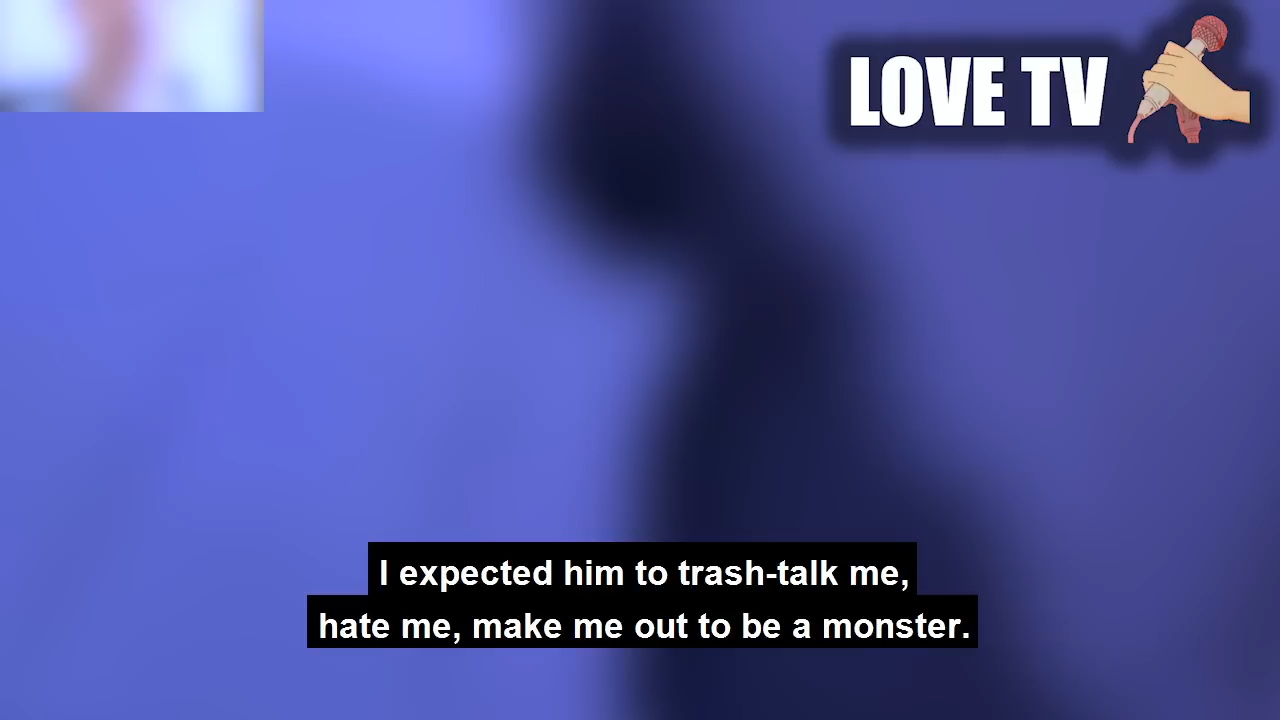 LOVE TV
I expected him to trash-talk me,
hate me, make me out to be a monster.